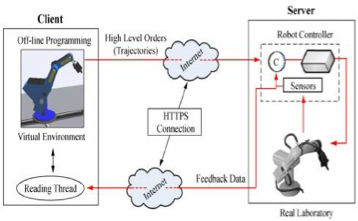 Client
Off-line Programming
Virtual Environment
Reading Thread
High Level Orders
(Trajectories)
Internet
HTTPS
Connection
Internet
Feedback Data
Server
Robot Controller
C
Sensors
Real Laboratory